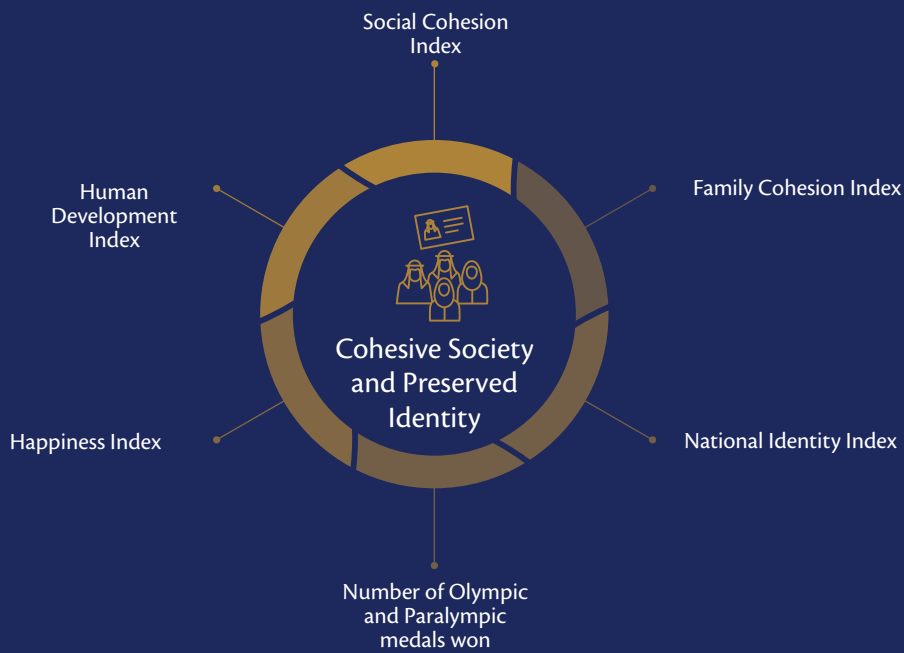 Social Cohesion
Index
Family Cohesion Index
Human
Development
Index
Cohesive Society
and Preserved
Identity
Happiness Index
National Identity Index
Number of Olympic
and Paralympic
medals won